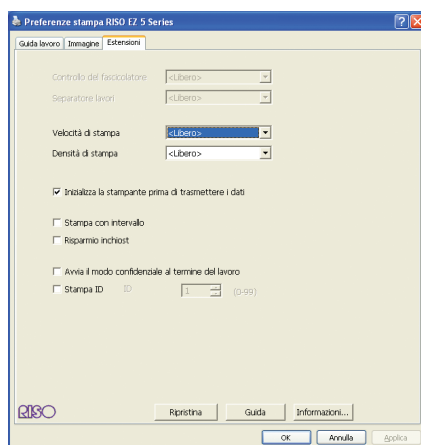 Preferenze stampa RISO EZ 5 Series
Guida lavoro Immagine Estensioni
Controllo del fascicolatore <Libero>
Separatore lavori <Libero>
Velocità di stampa <Libero>
Densità di stampa <Libero>
Inizializza la stampante prima di trasmettere i dati
Stampa con intervallo
Risparmio inchiost
Avvia il modo confidenziale al termine del lavoro
Stampa ID ID 1 (0-99)
RISO Ripristina Guida Informazioni...
OK Annulla Applica